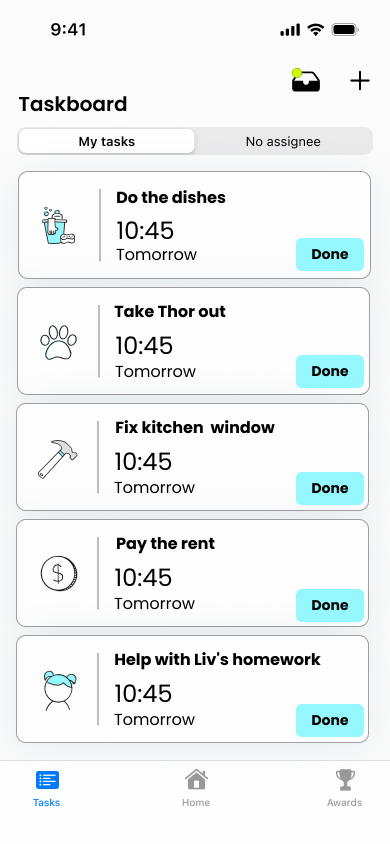 9:41
Taskboard
My tasks
No assignee
Do the dishes
10:45
Tomorrow
Done
Take Thor out
10:45
Tomorrow
Done
Fix kitchen  window
10:45
Tomorrow
Done
$
Pay the rent
10:45
Tomorrow
Done
Help with Liv's homework
10:45
Tomorrow
Done
Tasks
Home
Awards